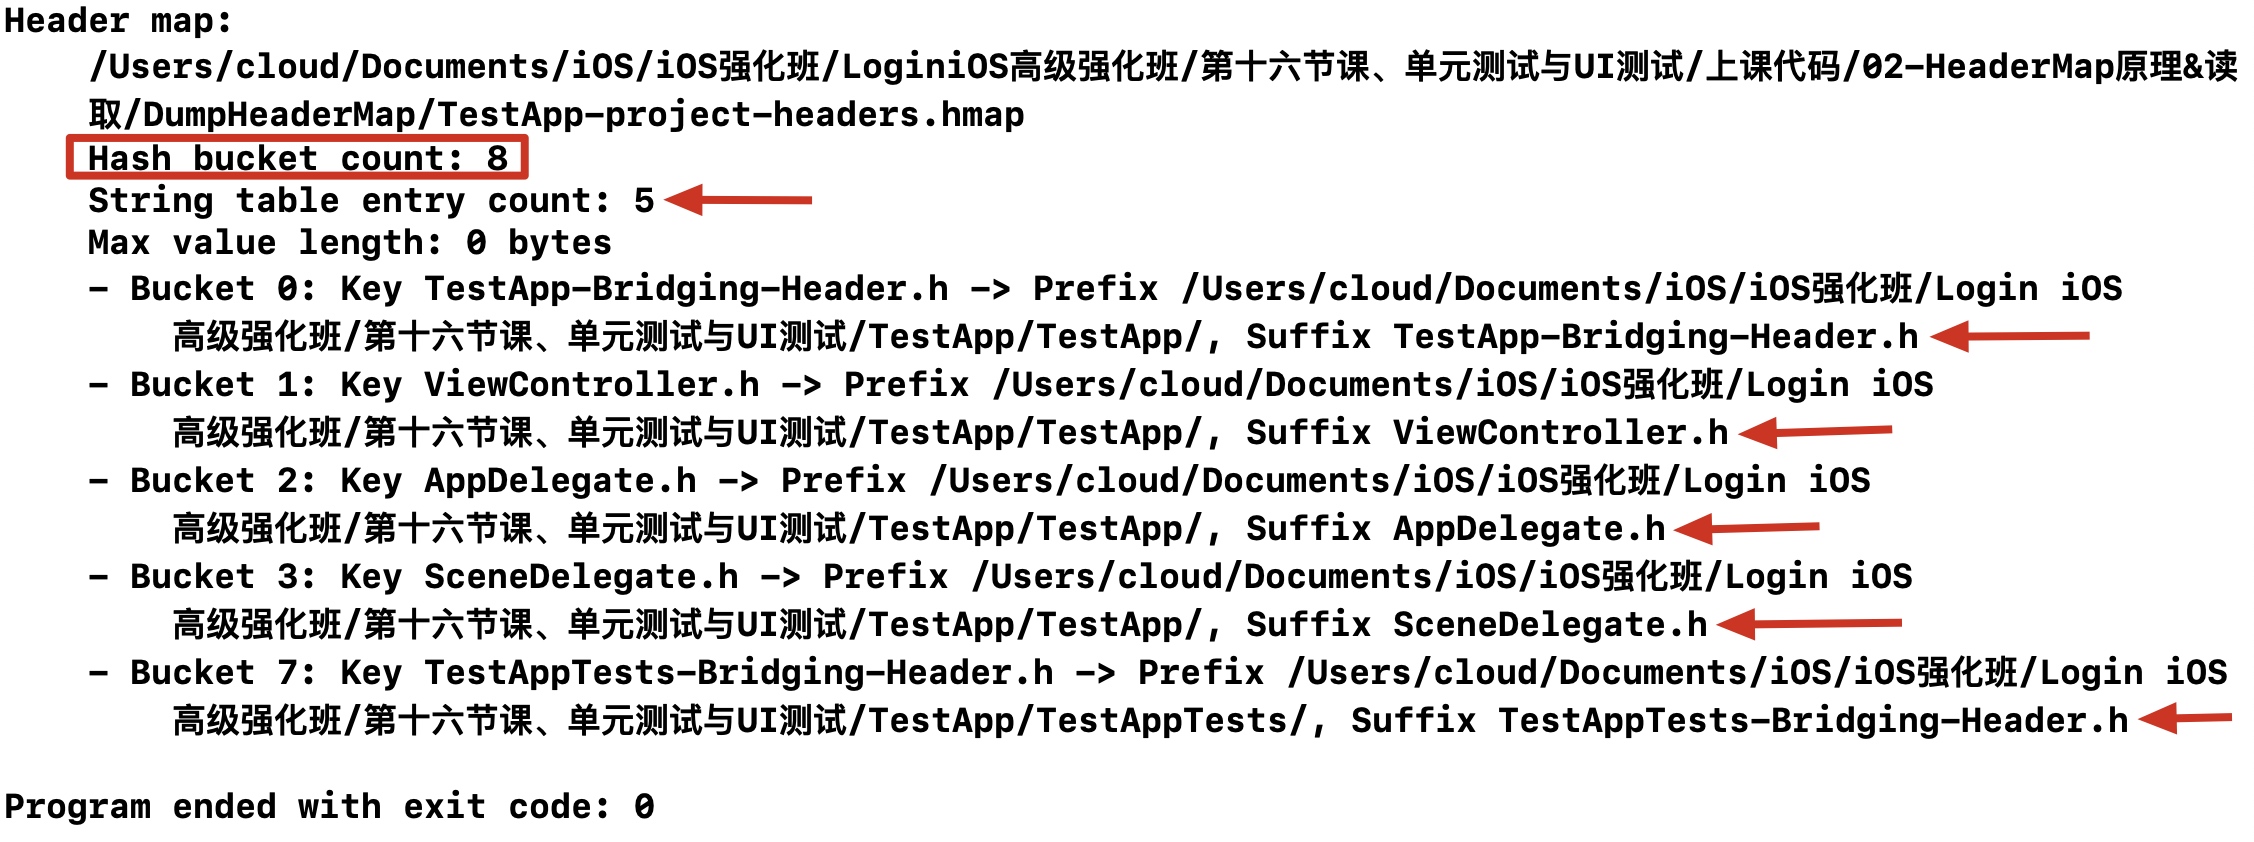 Header map:
/Users/cloud/Documents/iOS/iOS强化班/LoginiOS高级强化班/第十六节课、单元测试与UI测试/上课代码/02-HeaderMap原理&读
取/DumpHeaderMap/TestApp-project-headers.hmap
Hash bucket count: 8
String table entry count: 5
Max value length: 0 bytes
- Bucket 0: Key TestApp-Bridging-Header.h -> Prefix /Users/cloud/Documents/iOS/iOS强化班/Login iOS
高级强化班/第十六节课、单元测试与UI测试/TestApp/TestApp/, Suffix TestApp-Bridging-Header.h
- Bucket 1: Key ViewController.h -> Prefix /Users/cloud/Documents/iOS/iOS强化班/Login iOS
高级强化班/第十六节课、单元测试与UI测试/TestApp/TestApp/, Suffix ViewController.h
- Bucket 2: Key AppDelegate.h -> Prefix /Users/cloud/Documents/iOS/iOS强化班/Login iOS
高级强化班/第十六节课、单元测试与UI测试/TestApp/TestApp/, Suffix AppDelegate.h
- Bucket 3: Key SceneDelegate.h -> Prefix /Users/cloud/Documents/iOS/iOS强化班/Login iOS
高级强化班/第十六节课、单元测试与UI测试/TestApp/TestApp/, Suffix SceneDelegate.h
- Bucket 7: Key TestAppTests-Bridging-Header.h -> Prefix /Users/cloud/Documents/iOS/iOS强化班/Login iOS
高级强化班/第十六节课、单元测试与UI测试/TestApp/TestAppTests/, Suffix TestAppTests-Bridging-Header.h
Program ended with exit code: 0